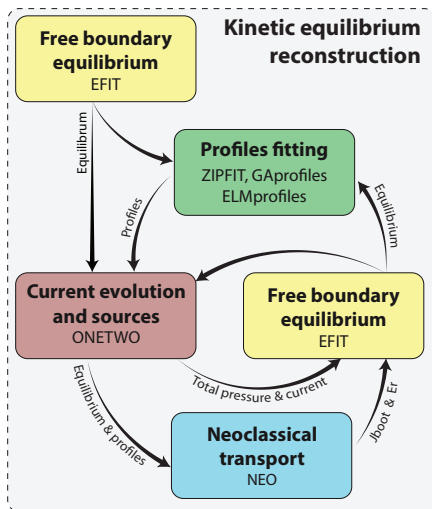 Kinetic equilibrium
reconstruction
Free boundary
equilibrium
EFIT
Equilibrum
Profiles fitting
ZIPFIT, GAprofiles
ELMprofiles
Profiles
Equilibrium
Current evolution
and sources
ONETWO
Free boundary
equilibrium
EFIT
Total pressure & current
Equilibrium
& profiles
Jboot & Er
Neoclassical
transport
NEO